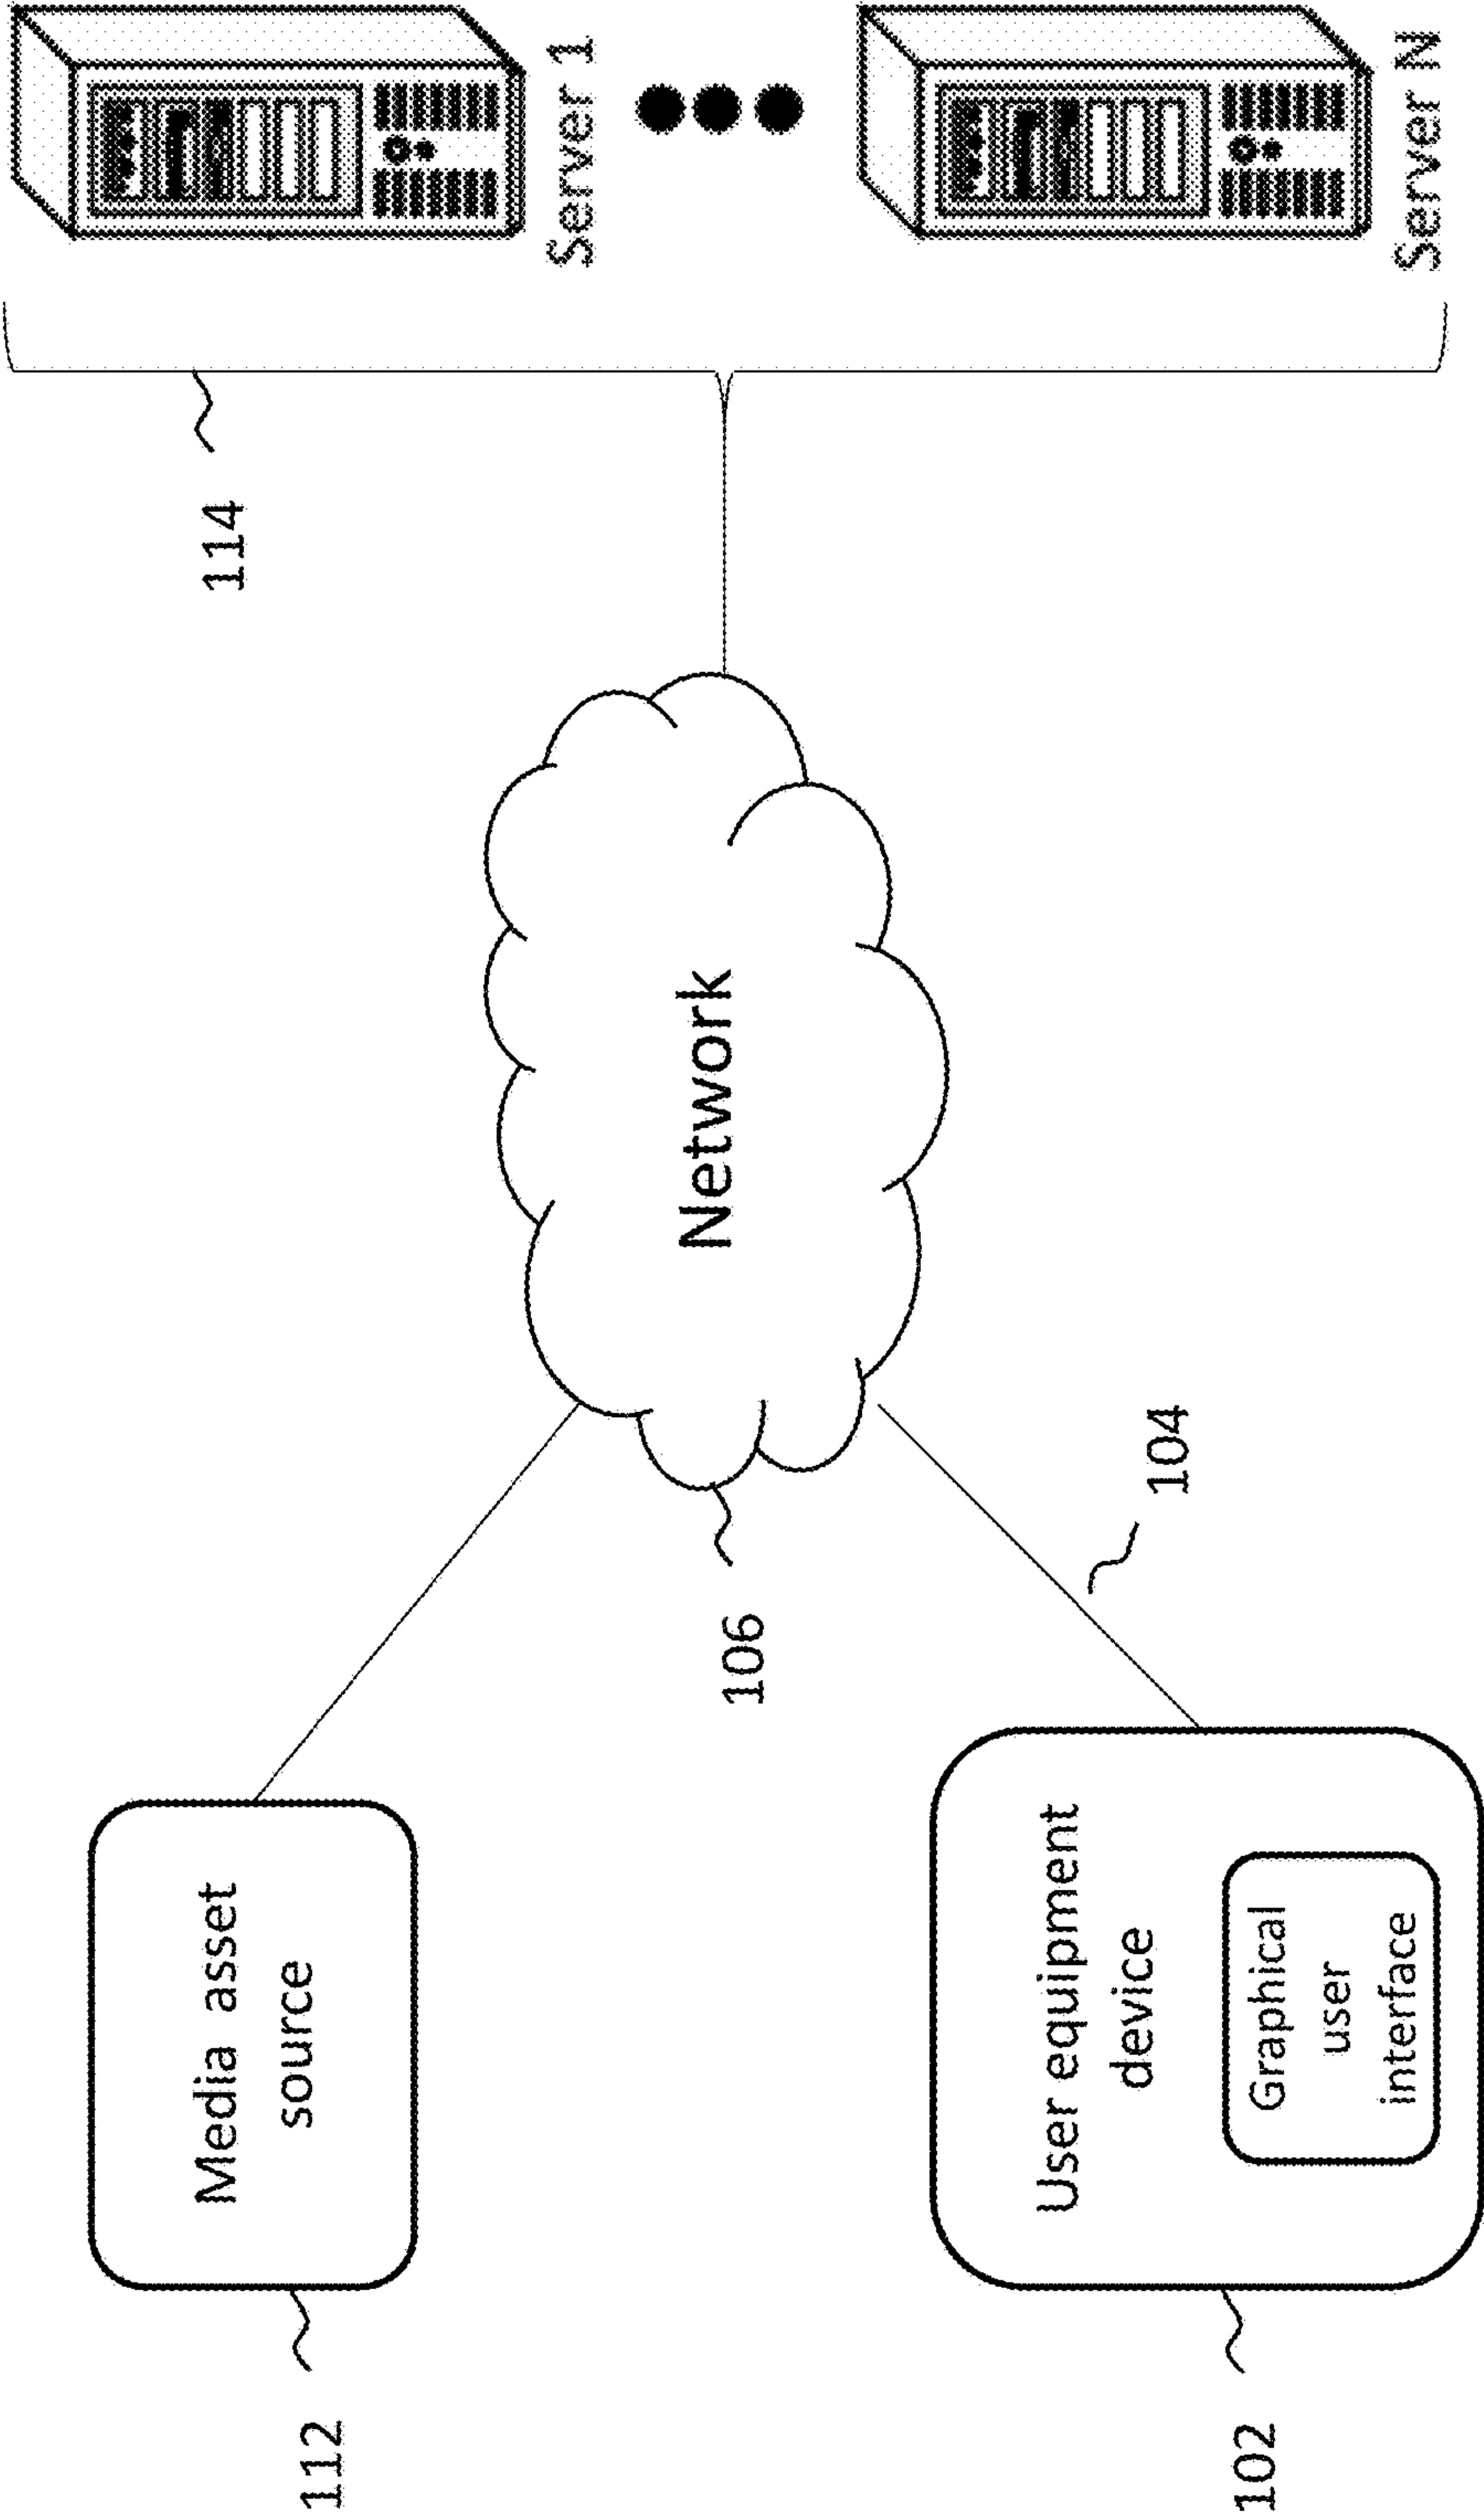 112
Media asset
source
106
Network
114
Server 1
Server N
102
User equipment
device
Graphical
user
interface
104